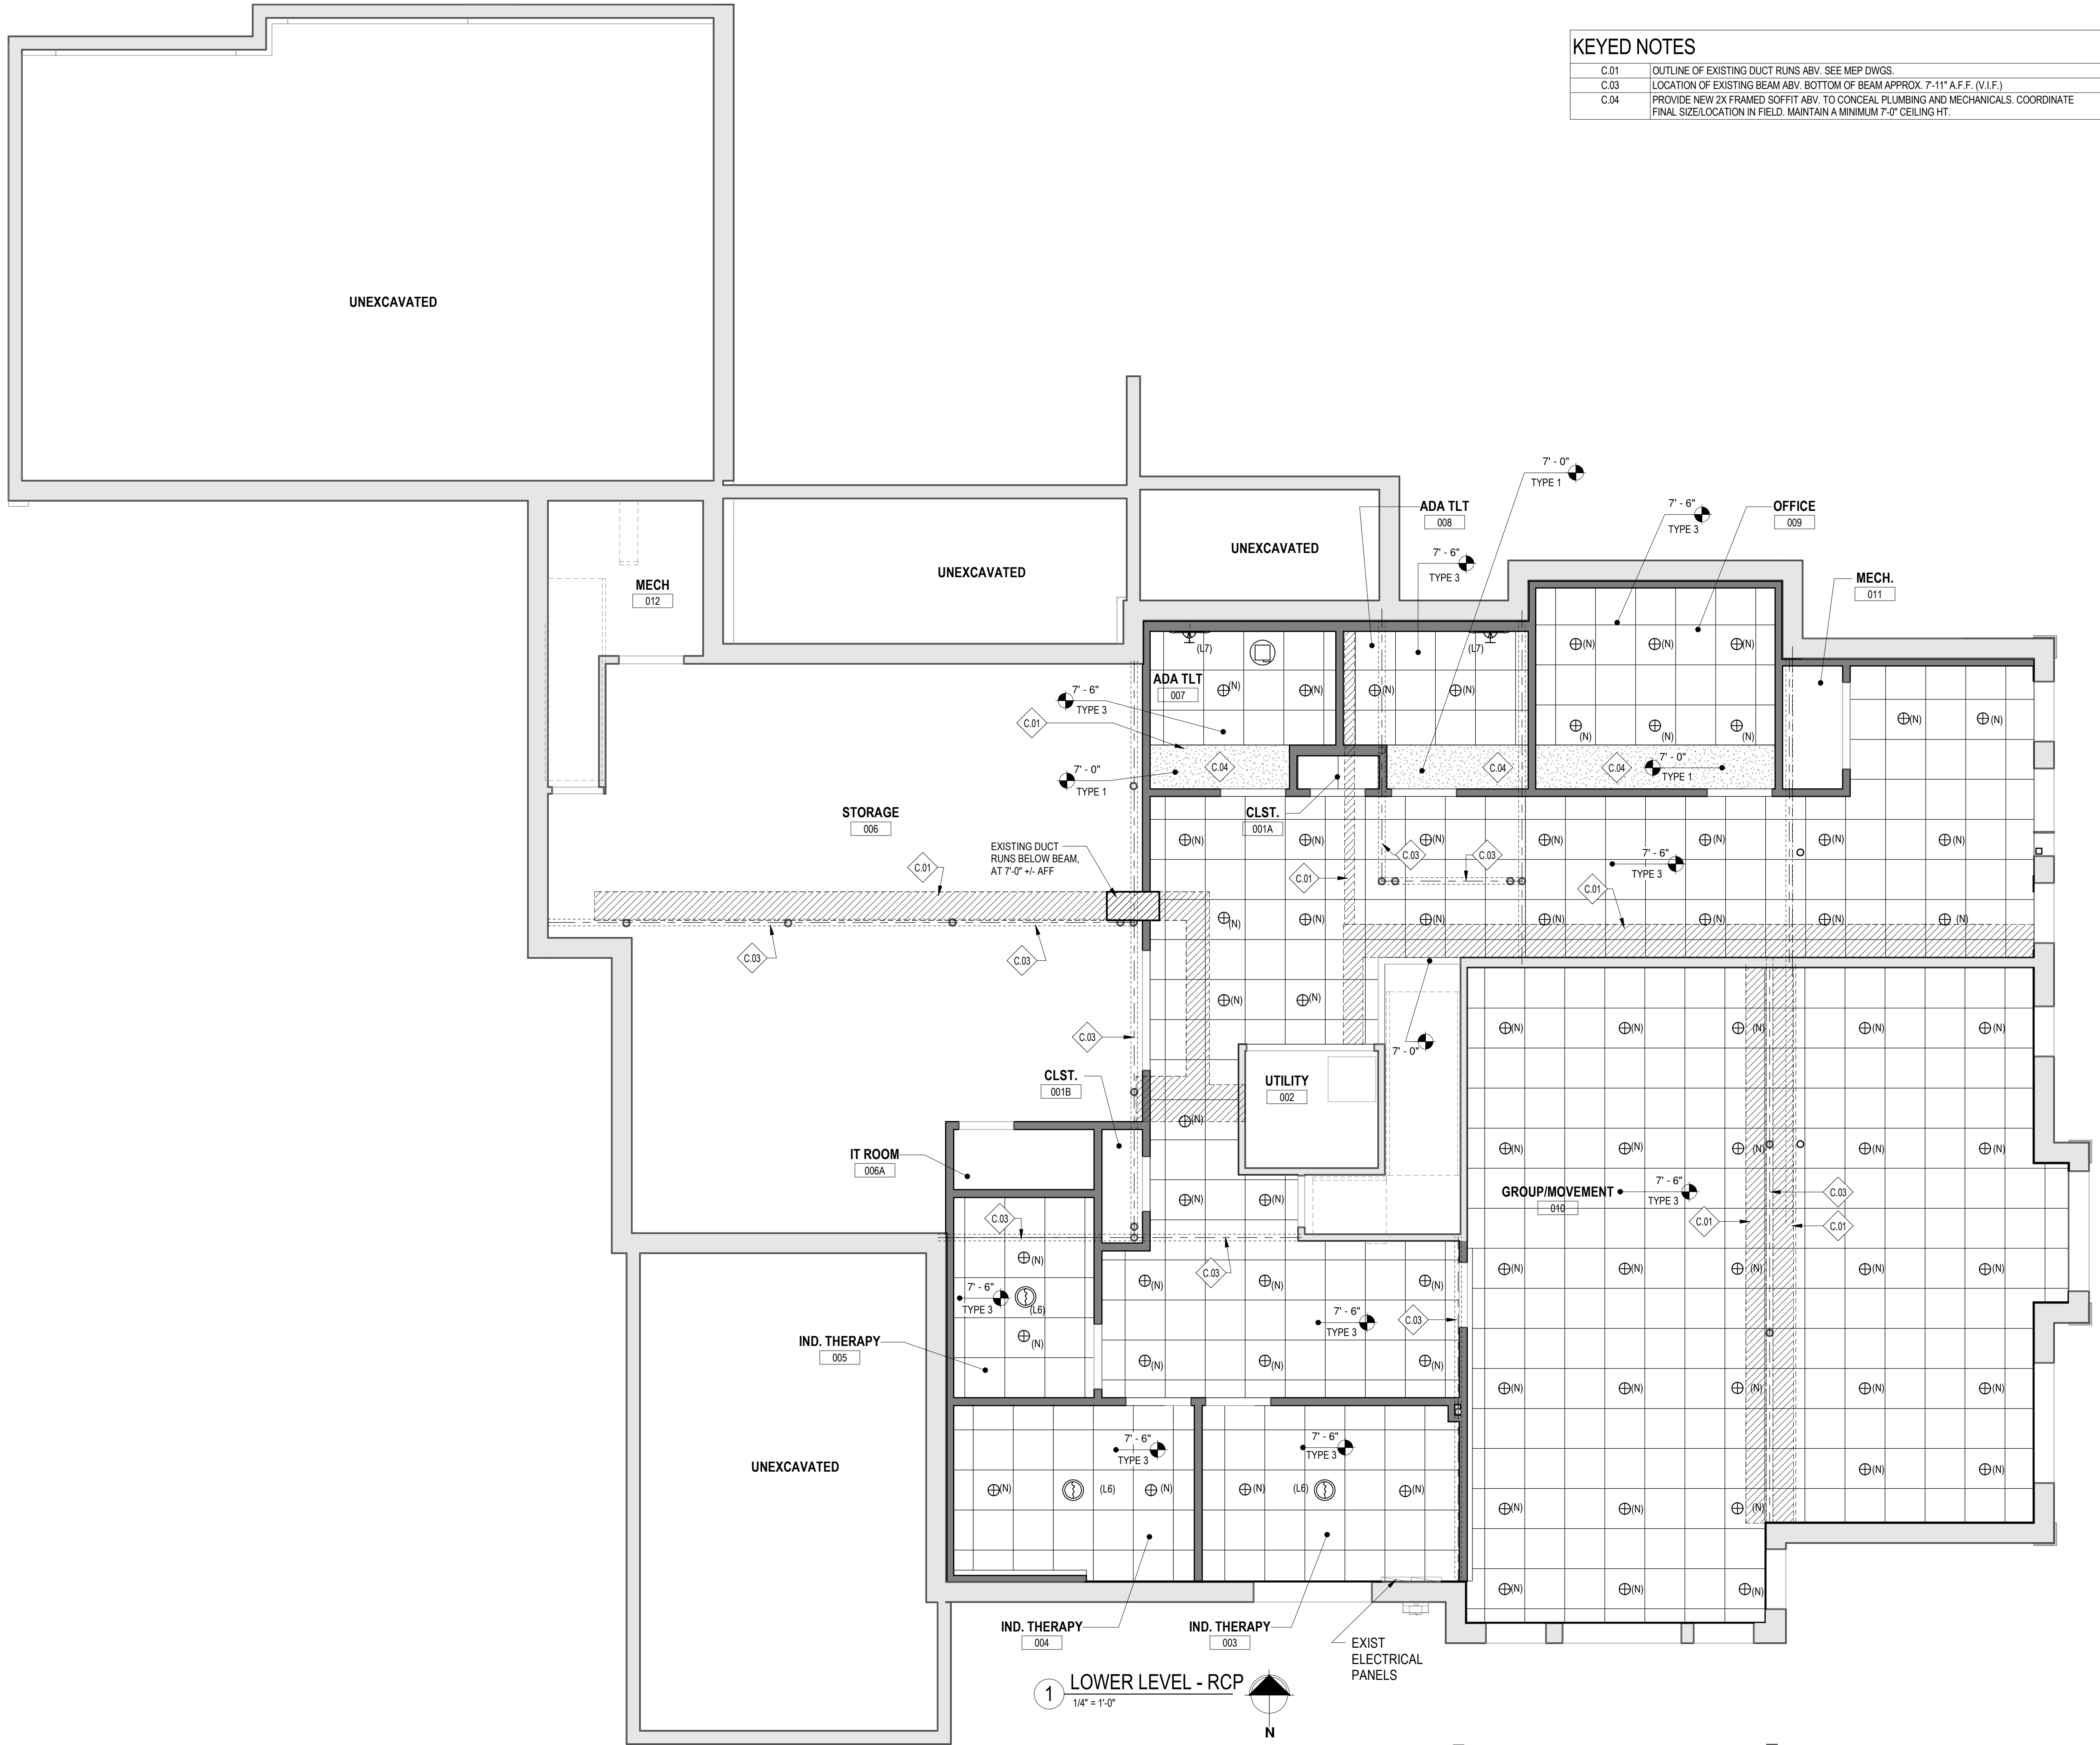 KEYED NOTES
C.01 OUTLINE OF EXISTING DUCT RUNS ABV. SEE MEP DWGS.
C.03 LOCATION OF EXISTING BEAM ABV. BOTTOM OF BEAM APPROX. 7'-11" A.F.F. (V.I.F.)
C.04 PROVIDE NEW 2X FRAMED SOFFIT ABV. TO CONCEAL PLUMBING AND MECHANICALS. COORDINATE
FINAL SIZE/LOCATION IN FIELD. MAINTAIN A MINIMUM 7'-0" CEILING HT.
UNEXCAVATED
7' - 0"
TYPE 1
ADA TLT
008
7' - 6"
TYPE 3
OFFICE
009
UNEXCAVATED
UNEXCAVATED
7' - 6"
TYPE 3
MECH
012
MECH.
011
(N) (N) (N)
(L7) (L7)
ADA TLT
007
(N) (N) (N) (N)
7' - 6"
TYPE 3
C.01
(N) (N) (N) (N) (N)
7' - 0"
TYPE 1
C.04 C.04 C.04
7' - 0"
TYPE 1
STORAGE
006
CLST.
001A
(N) (N) (N) (N) (N) (N) (N)
EXISTING DUCT
RUNS BELOW BEAM,
AT 7'-0" +/- AFF
C.03 C.03
7' - 6"
TYPE 3
C.01 C.01 C.01
(N) (N) (N) (N) (N) (N) (N)
C.03 C.03
(N) (N)
C.03
7' - 0"
(N) (N) (N) (N) (N)
CLST.
001B
UTILITY
002
(N)
IT ROOM
006A
(N) (N) (N) (N) (N)
GROUP/MOVEMENT
010
7' - 6"
TYPE 3
C.03
(N) (N)
C.03 C.01 C.01
(N)
C.03
(N) (N) (N) (N) (N)
(N) (N) (N)
7' - 6"
TYPE 3
(L6)
7' - 6"
TYPE 3
C.03
(N)
IND. THERAPY
005
(N) (N) (N)
(N) (N) (N) (N) (N)
7' - 6"
TYPE 3
7' - 6"
TYPE 3
UNEXCAVATED
(N) (L6) (N) (N) (L6) (N)
(N) (N)
(N) (N) (N)
(N) (N) (N)
IND. THERAPY
004
IND. THERAPY
003
EXIST
ELECTRICAL
PANELS
1 LOWER LEVEL - RCP
1/4" = 1'-0"
N